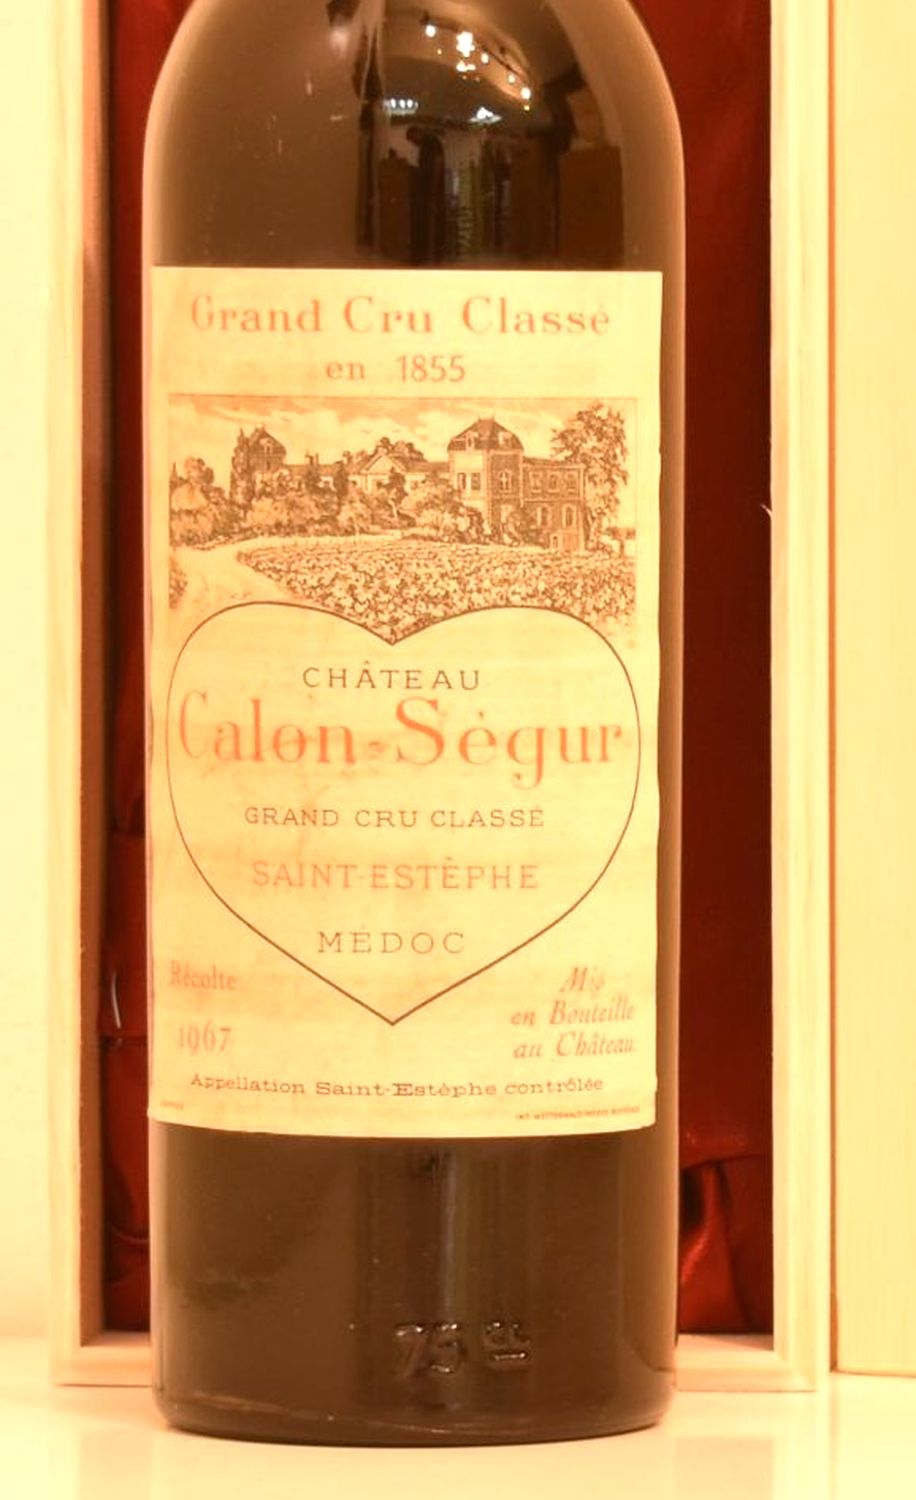 Grand Cru Classé
en 1855
CHÂTEAU
Calon-Ségur
GRAND CRU CLASSÉ
SAINT-ESTÈPHE
MÉDOC
Récolte
1967
Mis
en Bouteille
au Château
Appellation Saint-Estèphe contrôlée
75 cl